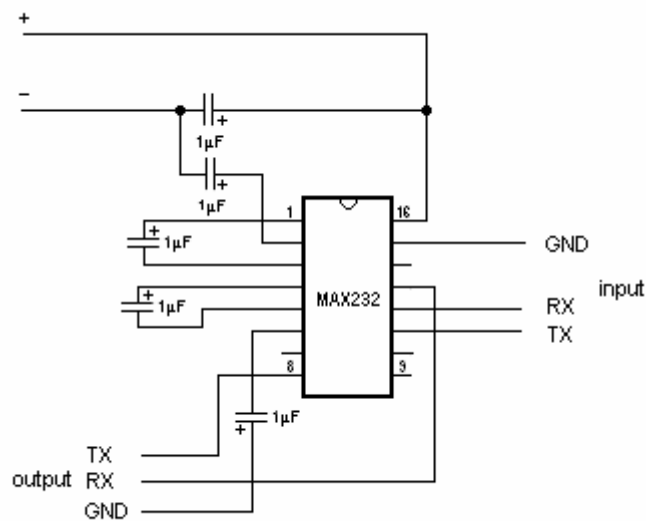 +
−
+
1µF
+
1µF
1
16
+
1µF
GND
+
1µF
MAX232
input
RX
TX
8
9
1µF
+
TX
output RX
GND